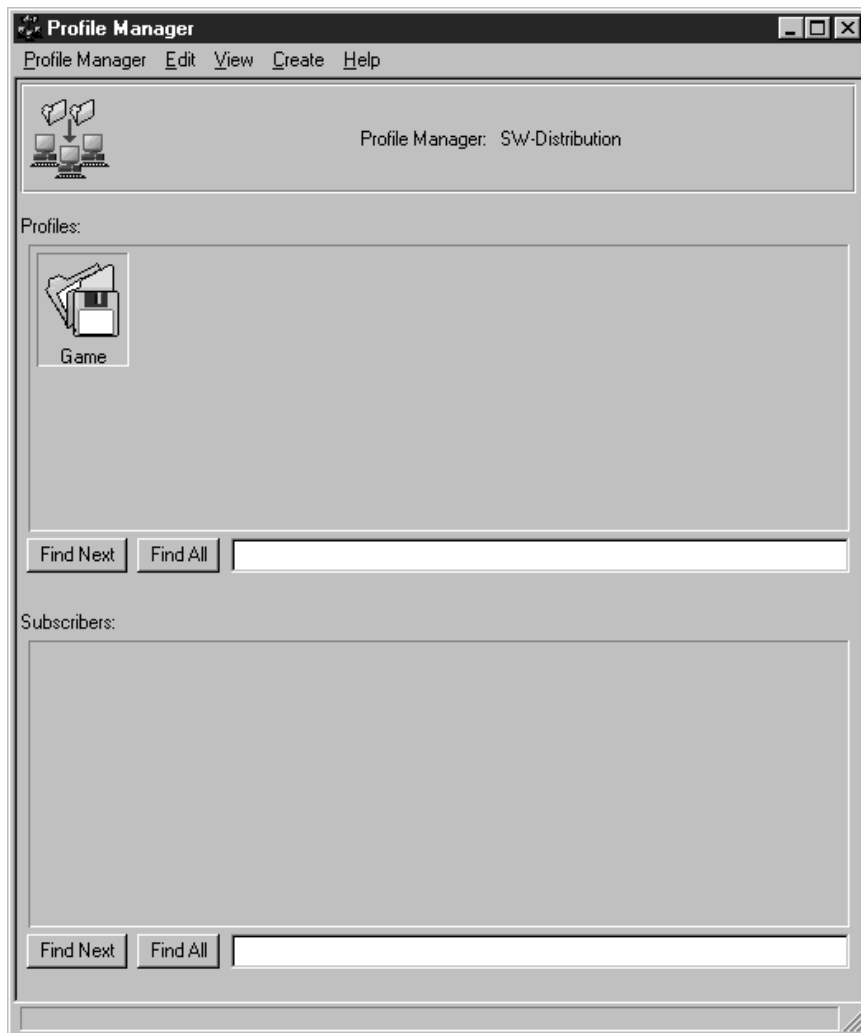 Profile Manager
Profile Manager Edit View Create Help
Profile Manager: SW-Distribution
Profiles:
Game
Find Next Find All
Subscribers:
Find Next Find All